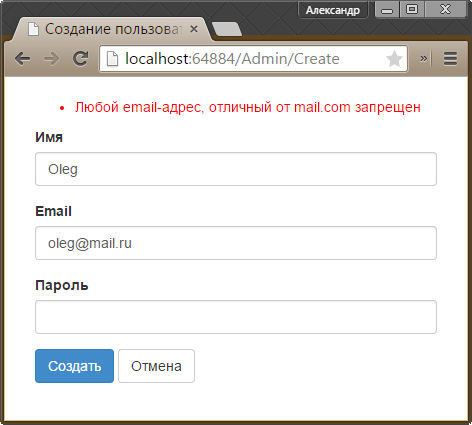 Александр
Создание пользоват
localhost:64884/Admin/Create
»
Любой email-адрес, отличный от mail.com запрещен
Имя
Oleg
Email
oleg@mail.ru
Пароль
Создать Отмена